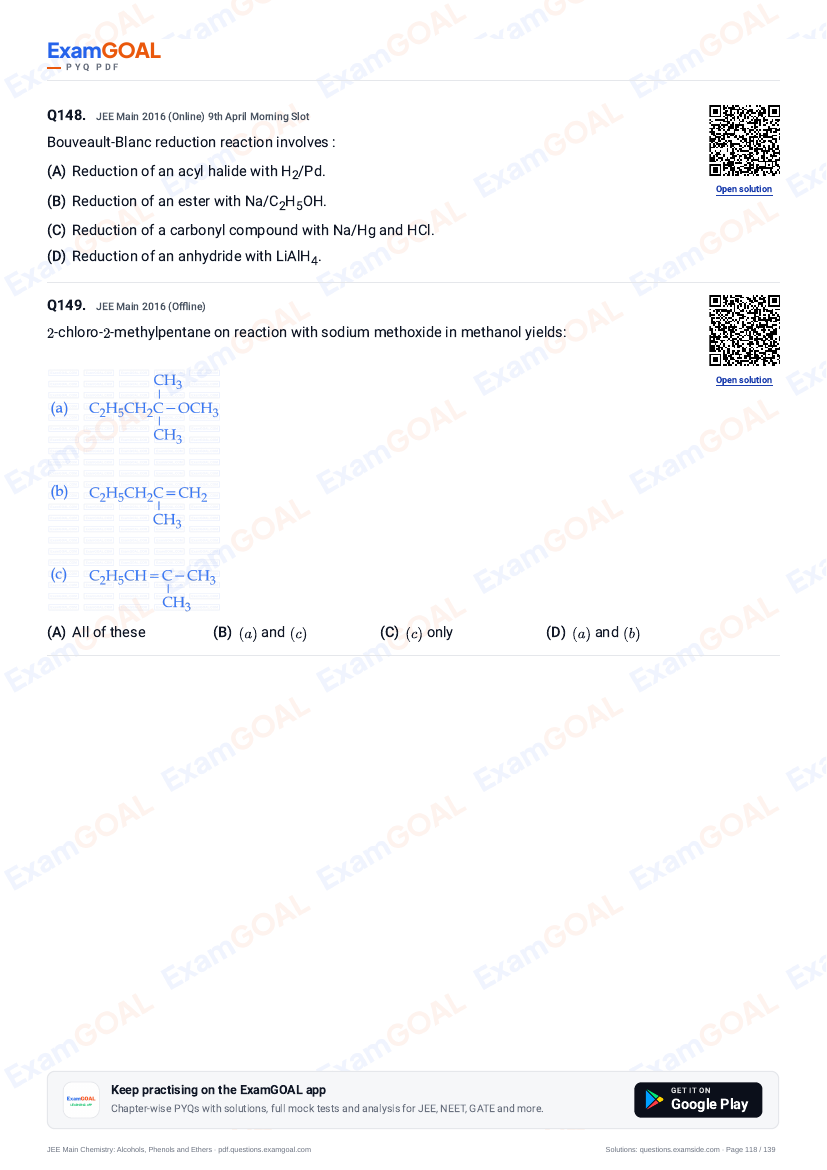 ExamGOAL
PYQ PDF
Q148. JEE Main 2016 (Online) 9th April Morning Slot
Bouveault-Blanc reduction reaction involves :
(A) Reduction of an acyl halide with H2/Pd.
(B) Reduction of an ester with Na/C2H5OH.
(C) Reduction of a carbonyl compound with Na/Hg and HCl.
(D) Reduction of an anhydride with LiAlH4.
Open solution
Q149. JEE Main 2016 (Offline)
2-chloro-2-methylpentane on reaction with sodium methoxide in methanol yields:
Open solution
CH3
(a) C2H5CH2C−OCH3
CH3
(b) C2H5CH2C=CH2
CH3
(c) C2H5CH=C−CH3
CH3
(A) All of these (B) (a) and (c) (C) (c) only (D) (a) and (b)
Keep practising on the ExamGOAL app
Chapter-wise PYQs with solutions, full mock tests and analysis for JEE, NEET, GATE and more.
GET IT ON
Google Play
JEE Main Chemistry: Alcohols, Phenols and Ethers · pdf.questions.examgoal.com
Solutions: questions.examside.com · Page 118 / 139